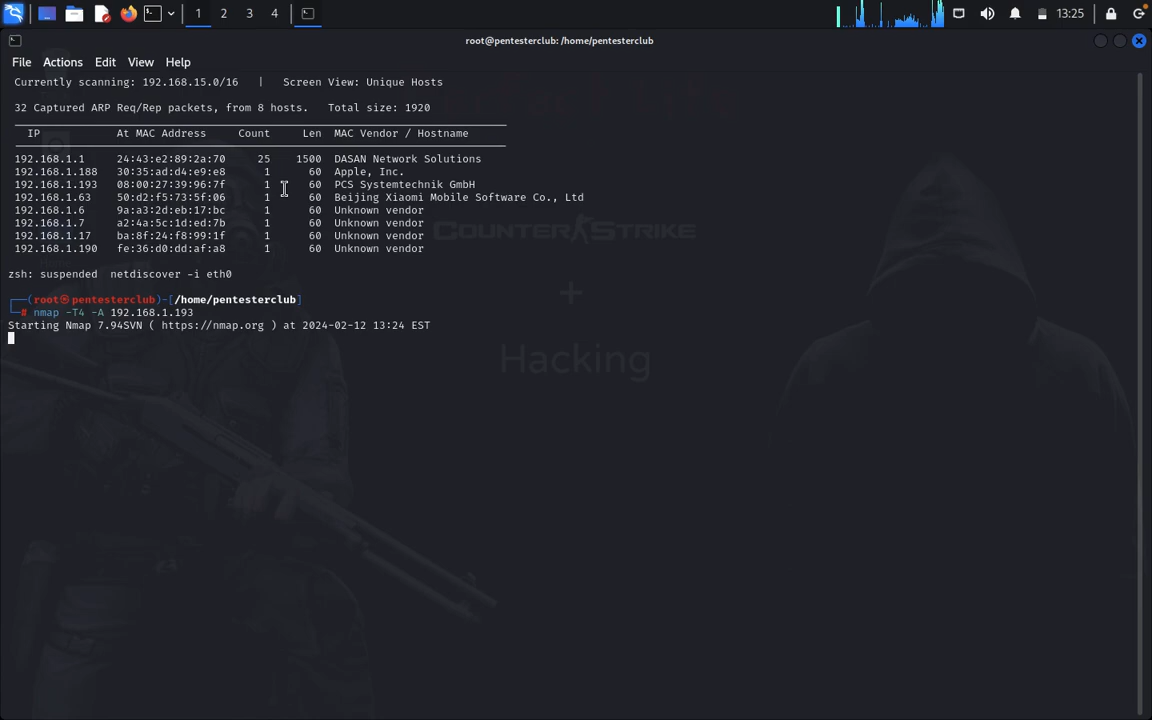 1 2 3 4 13:25
root@pentesterclub: /home/pentesterclub
File Actions Edit View Help
Currently scanning: 192.168.15.0/16 | Screen View: Unique Hosts
32 Captured ARP Req/Rep packets, from 8 hosts. Total size: 1920
IP At MAC Address Count Len MAC Vendor / Hostname
192.168.1.1 24:43:e2:89:2a:70 25 1500 DASAN Network Solutions
192.168.1.188 30:35:ad:d4:e9:e8 1 60 Apple, Inc.
192.168.1.193 08:00:27:39:96:7f 1 60 PCS Systemtechnik GmbH
192.168.1.63 50:d2:f5:73:5f:06 1 60 Beijing Xiaomi Mobile Software Co., Ltd
192.168.1.6 9a:a3:2d:eb:17:bc 1 60 Unknown vendor
192.168.1.7 a2:4a:5c:1d:ed:7b 1 60 Unknown vendor
192.168.1.17 ba:8f:24:f8:99:1f 1 60 Unknown vendor
192.168.1.190 fe:36:d0:dd:af:a8 1 60 Unknown vendor
COUNTER STRIKE
+
Hacking
zsh: suspended netdiscover -i eth0
┌──(root㉿pentesterclub)-[/home/pentesterclub]
└─# nmap -T4 -A 192.168.1.193
Starting Nmap 7.94SVN ( https://nmap.org ) at 2024-02-12 13:24 EST